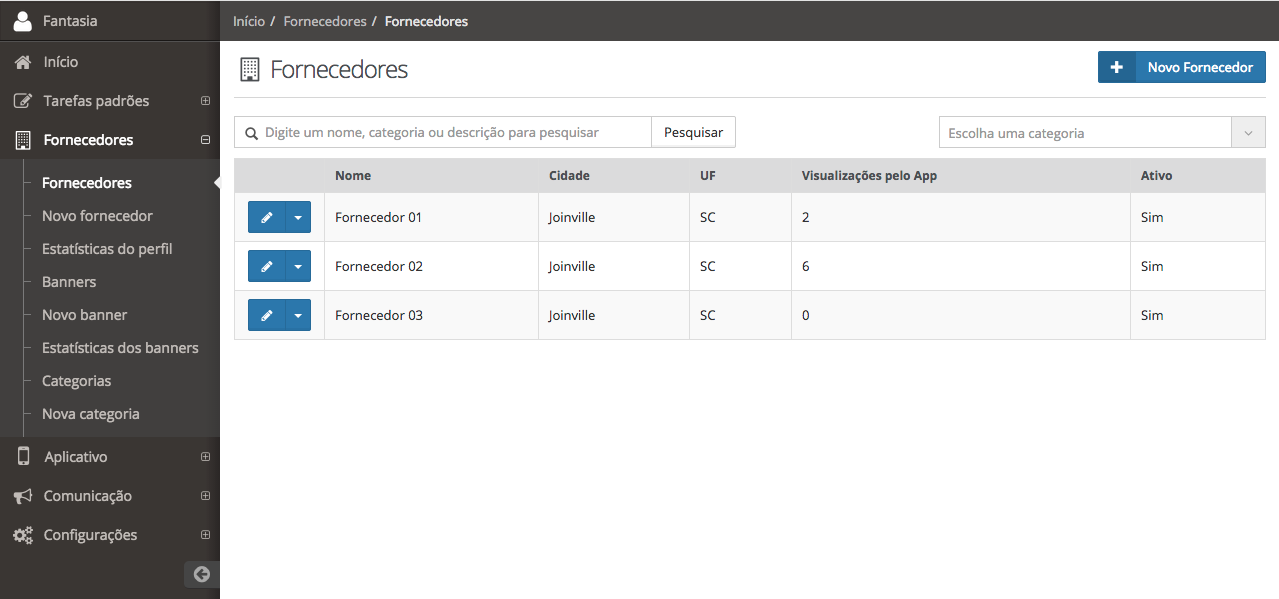 Fantasia
Início / Fornecedores / Fornecedores
Início
Tarefas padrões
Fornecedores
Fornecedores
Novo fornecedor
Estatísticas do perfil
Banners
Novo banner
Estatísticas dos banners
Categorias
Nova categoria
Aplicativo
Comunicação
Configurações
Fornecedores
Novo Fornecedor
Digite um nome, categoria ou descrição para pesquisar
Pesquisar
Escolha uma categoria
Nome Cidade UF Visualizações pelo App Ativo
Fornecedor 01 Joinville SC 2 Sim
Fornecedor 02 Joinville SC 6 Sim
Fornecedor 03 Joinville SC 0 Sim